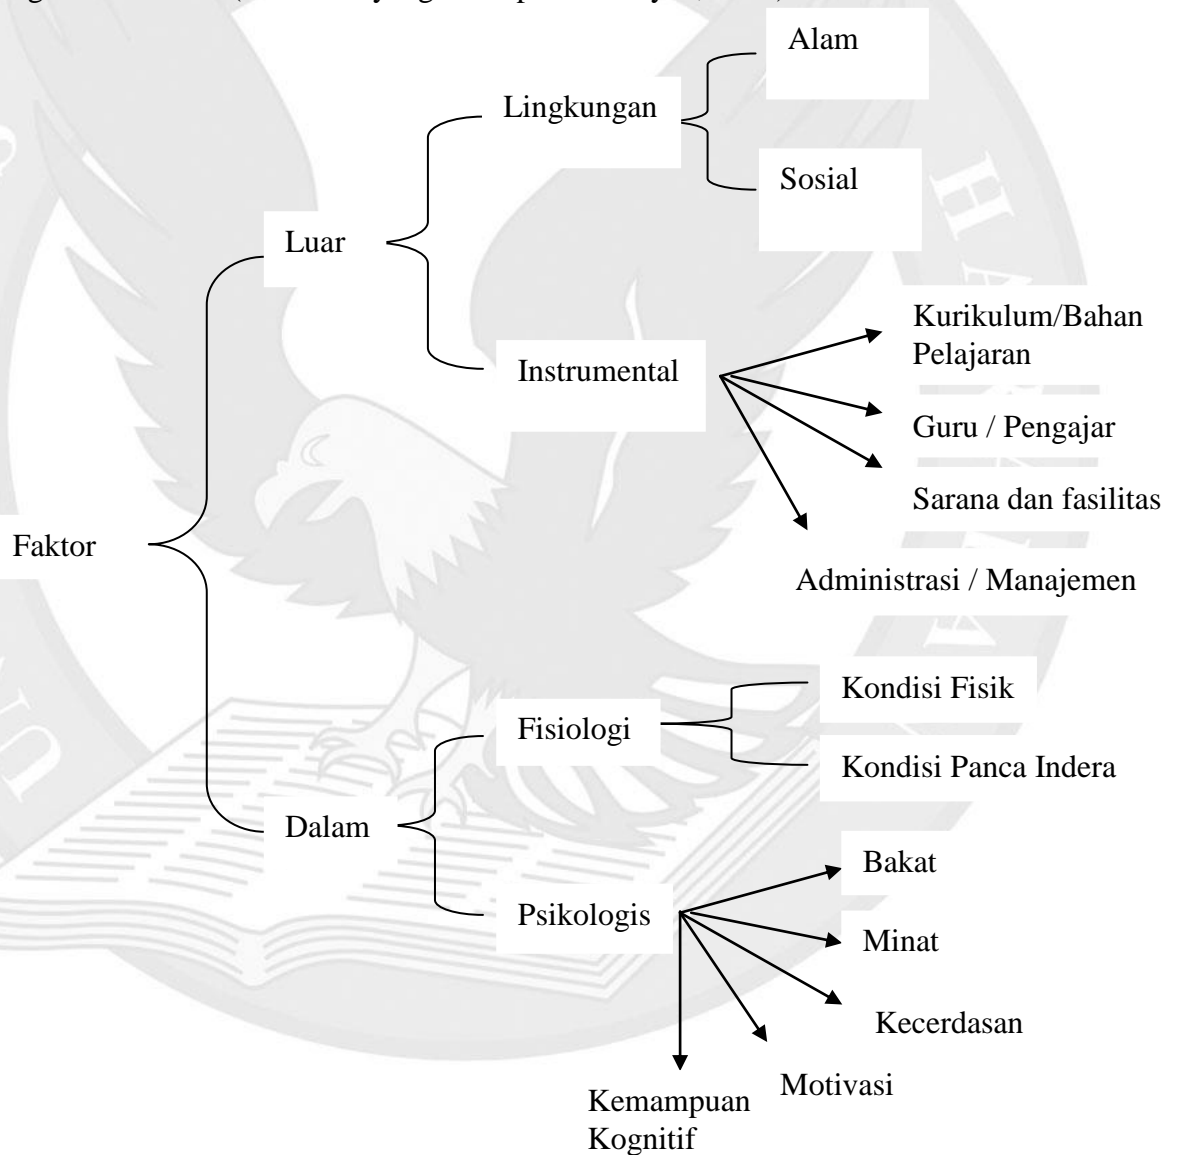 Alam
Lingkungan
Sosial
Luar
Kurikulum/Bahan
Pelajaran
Instrumental
Guru / Pengajar
Sarana dan fasilitas
Faktor
Administrasi / Manajemen
Kondisi Fisik
Fisiologi
Kondisi Panca Indera
Dalam
Bakat
Psikologis
Minat
Kecerdasan
Motivasi
Kemampuan
Kognitif